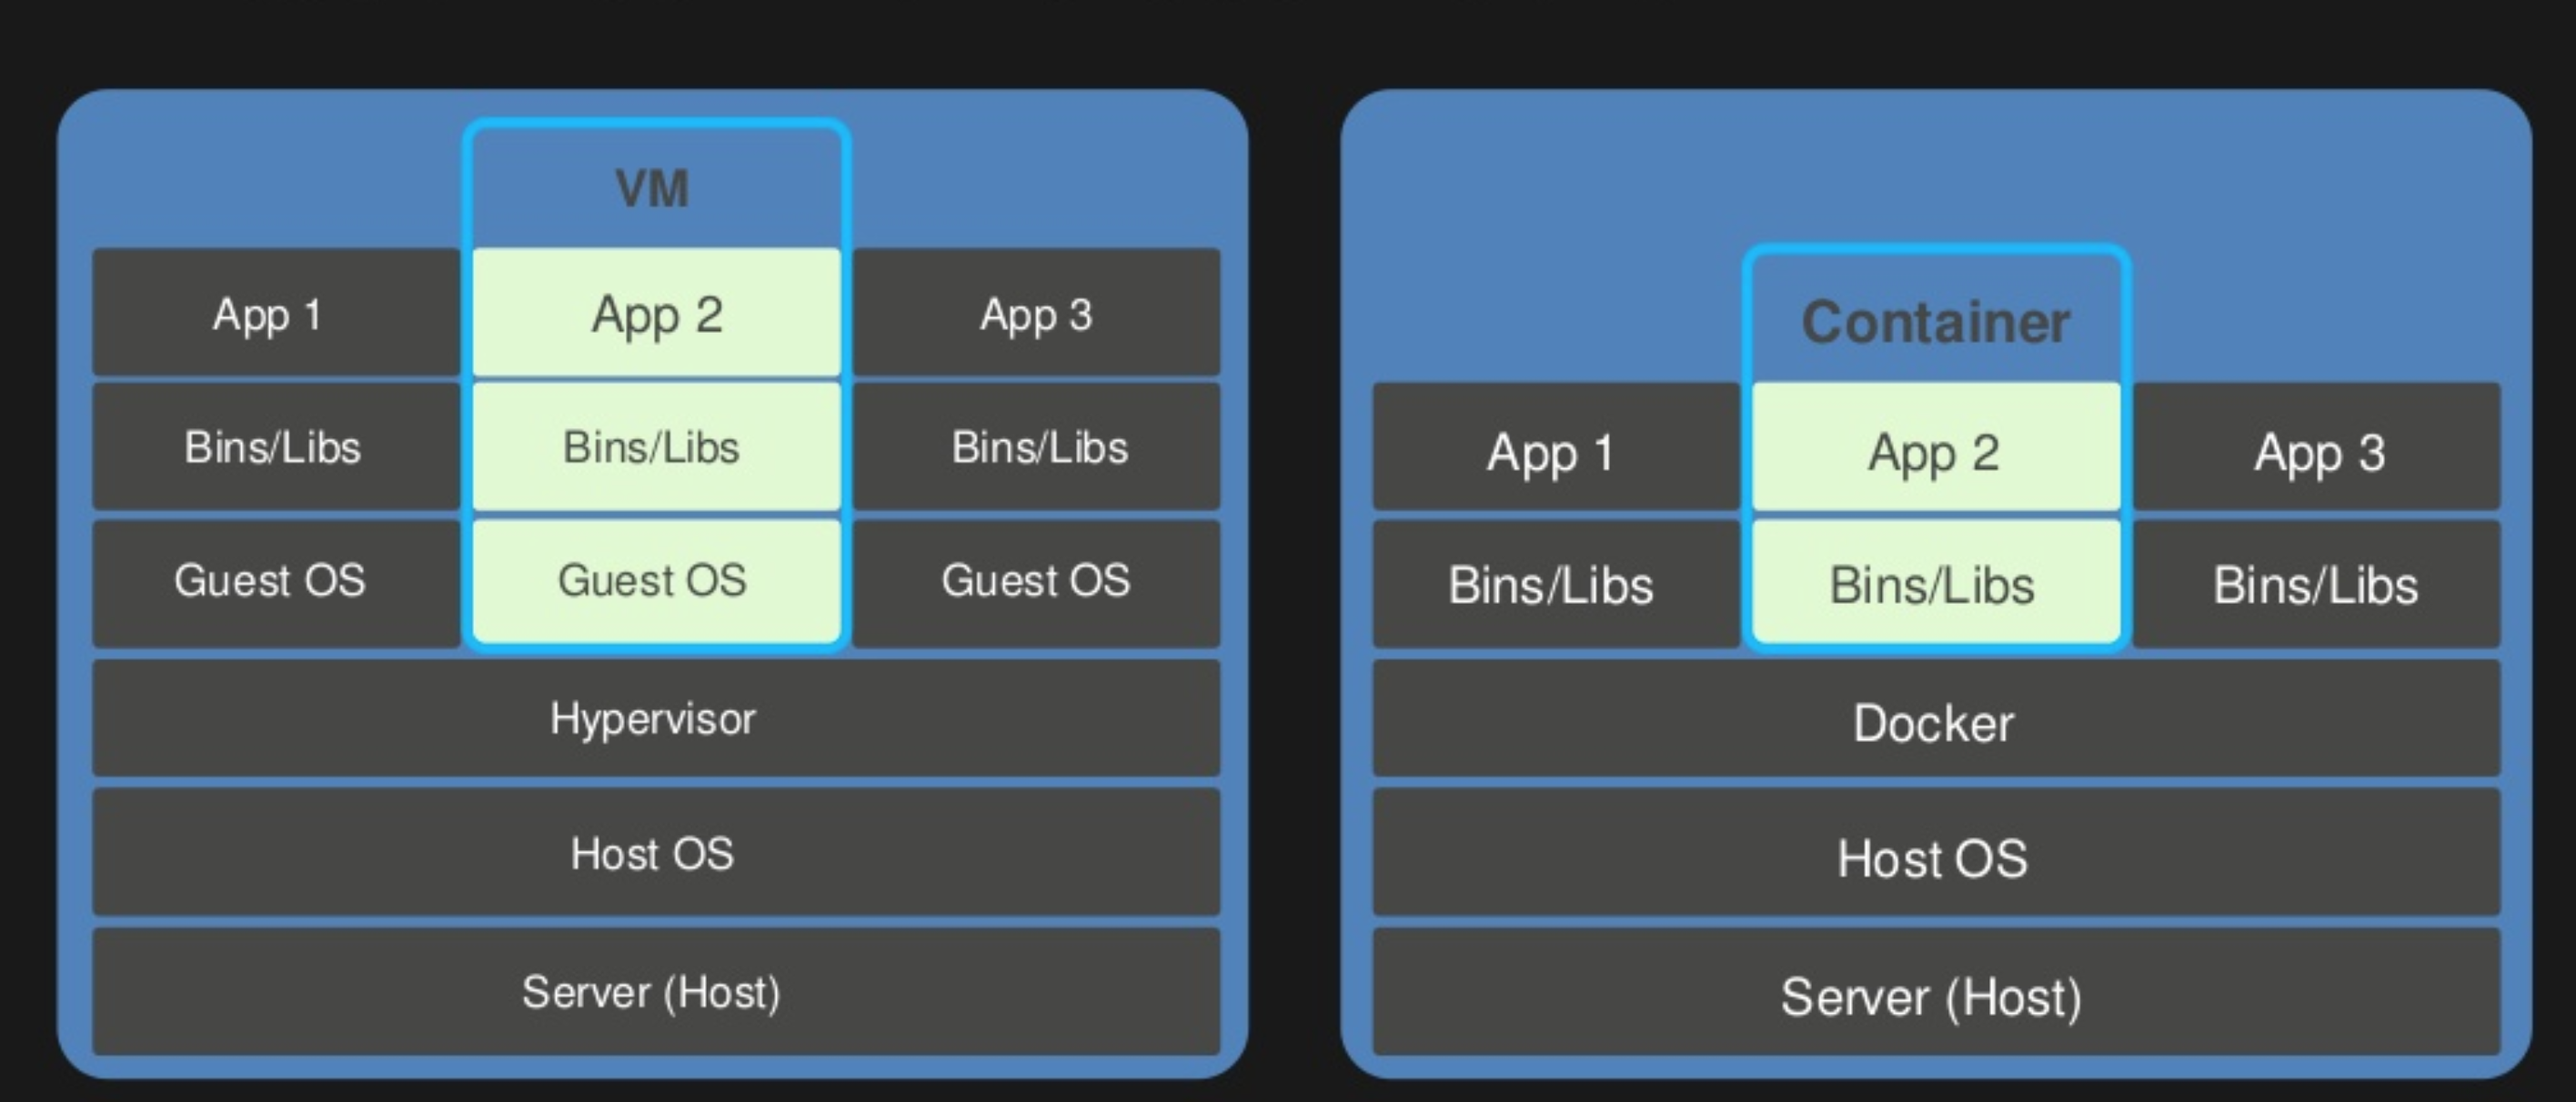 VM
App 1
App 2
App 3
Bins/Libs
Bins/Libs
Bins/Libs
Guest OS
Guest OS
Guest OS
Hypervisor
Host OS
Server (Host)
Container
App 1
App 2
App 3
Bins/Libs
Bins/Libs
Bins/Libs
Docker
Host OS
Server (Host)